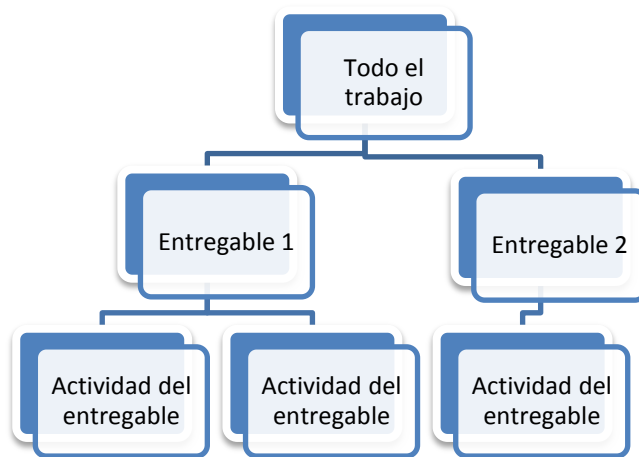 Todo el
trabajo
Entregable 1
Entregable 2
Actividad del
entregable
Actividad del
entregable
Actividad del
entregable